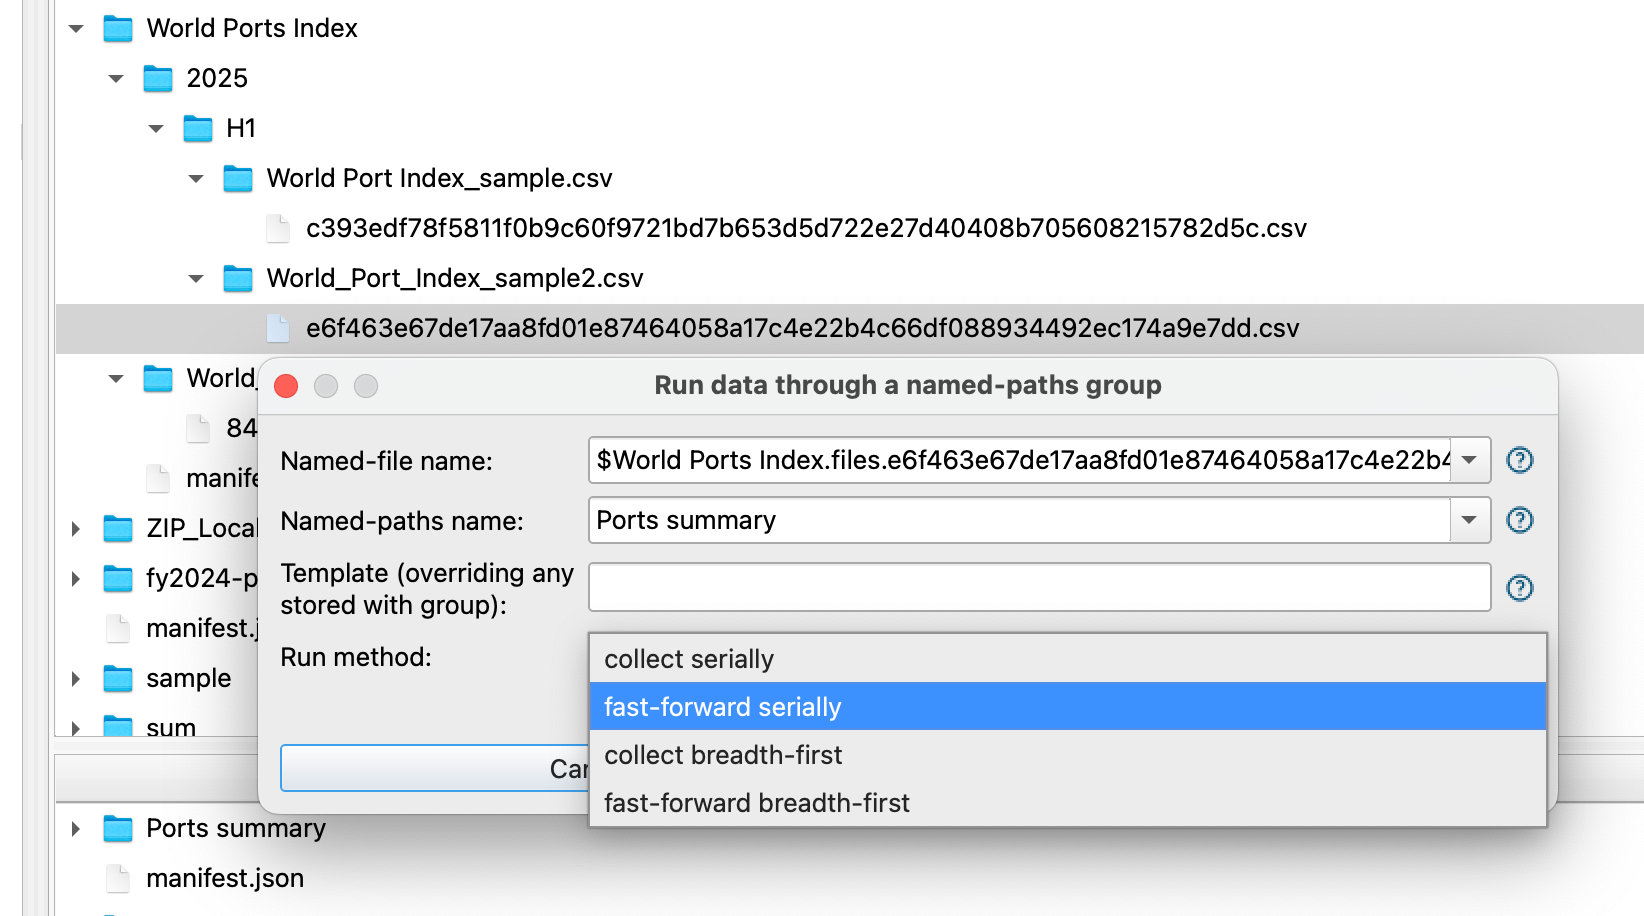 World Ports Index
2025
H1
World Port Index_sample.csv
c393edf78f5811f0b9c60f9721bd7b653d5d722e27d40408b705608215782d5c.csv
World_Port_Index_sample2.csv
e6f463e67de17aa8fd01e87464058a17c4e22b4c66df088934492ec174a9e7dd.csv
World_
84
manife
ZIP_Local
fy2024-p
manifest.j
sample
sum
Run data through a named-paths group
Named-file name:
$World Ports Index.files.e6f463e67de17aa8fd01e87464058a17c4e22b4
Named-paths name:
Ports summary
Template (overriding any
stored with group):
Run method:
collect serially
fast-forward serially
collect breadth-first
fast-forward breadth-first
Can
Ports summary
manifest.json